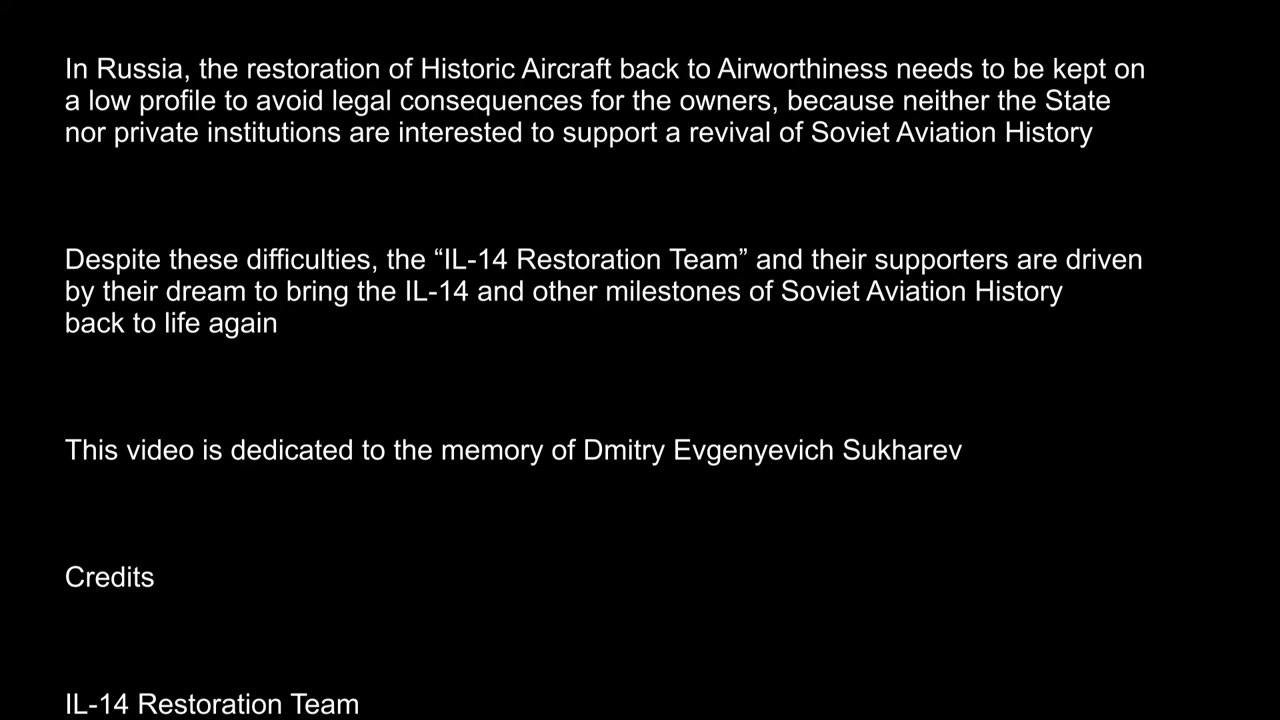 In Russia, the restoration of Historic Aircraft back to Airworthiness needs to be kept on
a low profile to avoid legal consequences for the owners, because neither the State
nor private institutions are interested to support a revival of Soviet Aviation History
Despite these difficulties, the “IL-14 Restoration Team” and their supporters are driven
by their dream to bring the IL-14 and other milestones of Soviet Aviation History
back to life again
This video is dedicated to the memory of Dmitry Evgenyevich Sukharev
Credits
IL-14 Restoration Team